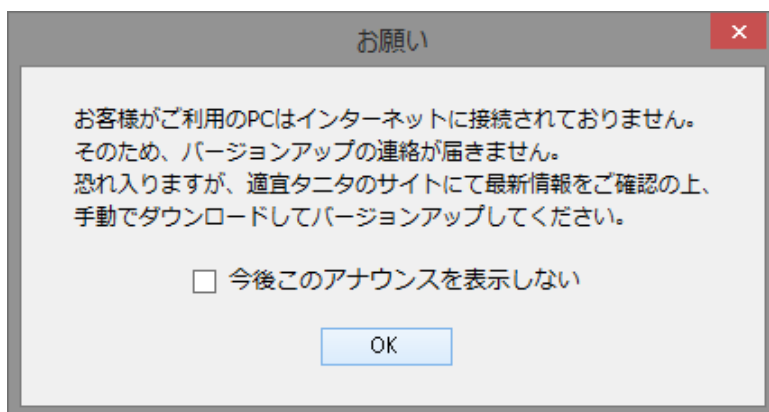 お願い
お客様がご利用のPCはインターネットに接続されておりません。
そのため、バージョンアップの連絡が届きません。
恐れ入りますが、適宜タニタのサイトにて最新情報をご確認の上、
手動でダウンロードしてバージョンアップしてください。
今後このアナウンスを表示しない
OK